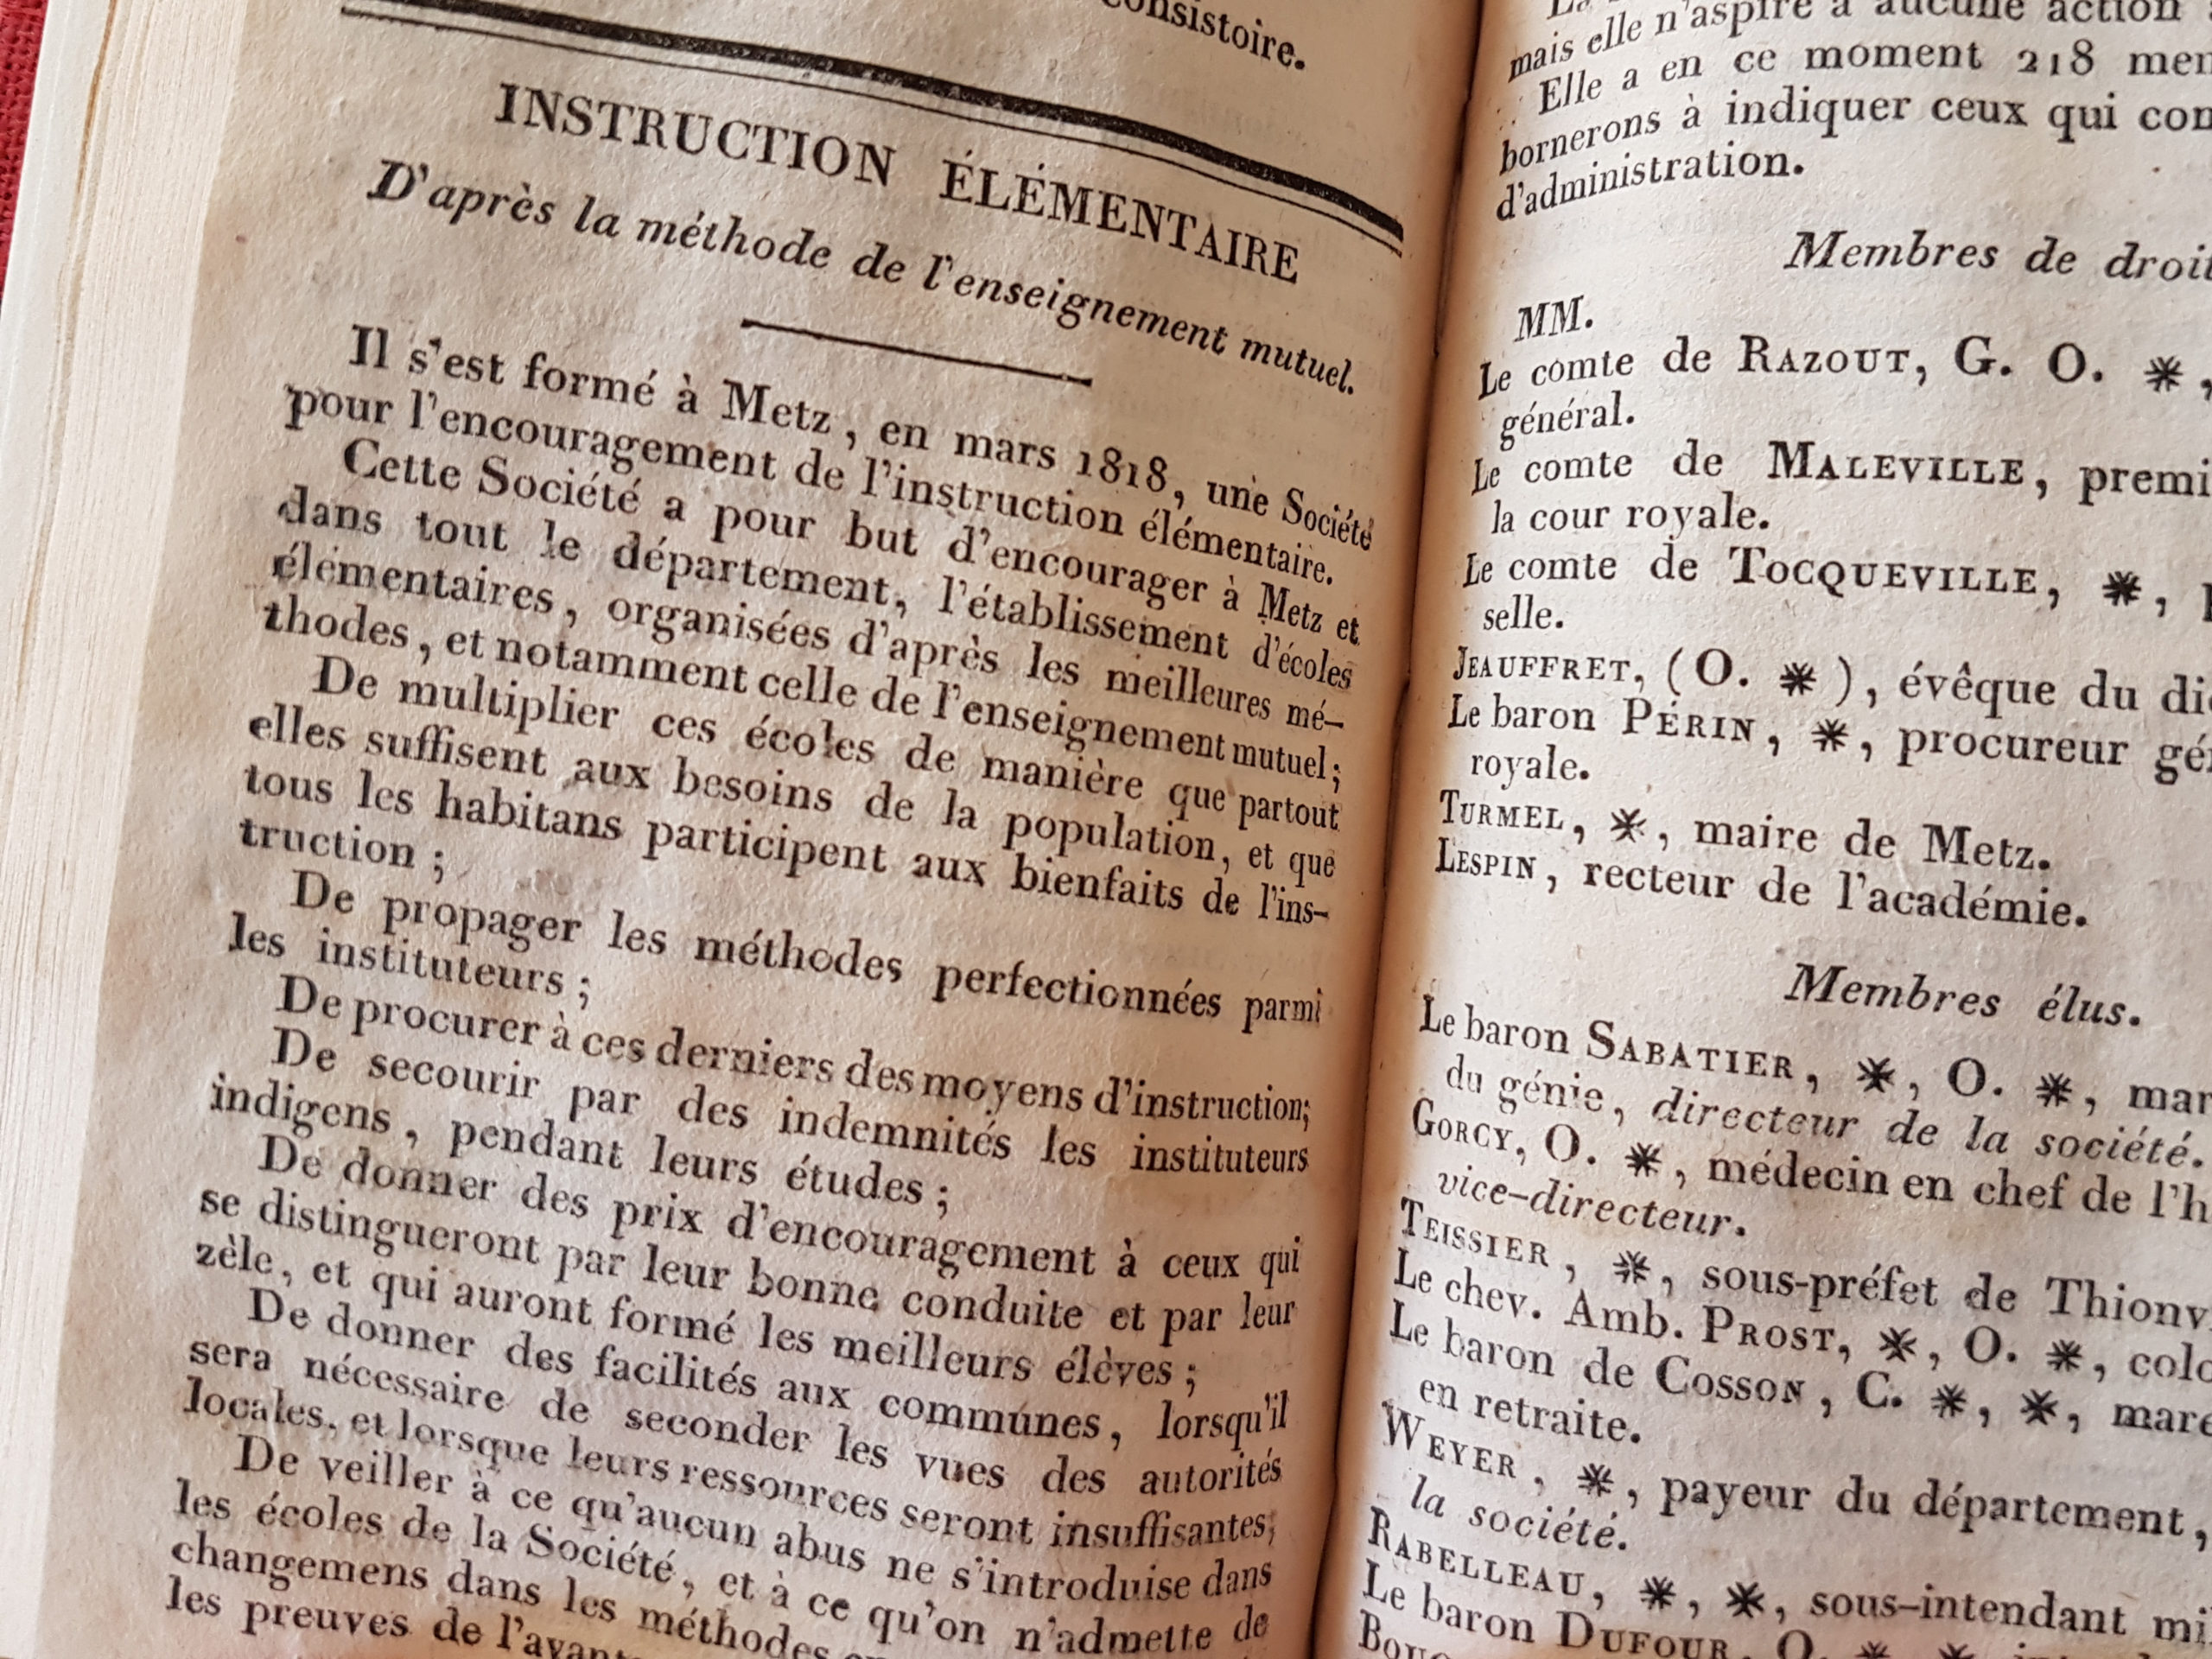 consistoire.
INSTRUCTION ÉLÉMENTAIRE
D'après la méthode de l'enseignement mutuel.
Il s'est formé à Metz, en mars 1818, une Société
pour l'encouragement de l'instruction élémentaire.
Cette Société a pour but d'encourager à Metz et
dans tout le département, l'établissement d'écoles
élémentaires, organisées d'après les meilleures mé-
thodes, et notamment celle de l'enseignement mutuel;
De multiplier ces écoles de manière que partout
elles suffisent aux besoins de la population, et que
tous les habitans participent aux bienfaits de l'ins-
truction;
De propager les méthodes perfectionnées parmi
les instituteurs;
De procurer à ces derniers des moyens d'instruction;
De secourir par des indemnités les instituteurs
indigens, pendant leurs études;
De donner des prix d'encouragement à ceux qui
se distingueront par leur bonne conduite et par leur
zèle, et qui auront formé les meilleurs élèves;
De donner des facilités aux communes, lorsqu'il
sera nécessaire de seconder les vues des autorités
locales, et lorsque leurs ressources seront insuffisantes;
De veiller à ce qu'aucun abus ne s'introduise dans
les écoles de la Société, et à ce qu'on n'admette de
changemens dans les méthodes
les preuves de
mais elle n'aspire à aucune action
Elle a en ce moment 218
bornerons à indiquer ceux qui
d'administration.
Membres de droit
MM.
Le comte de RAZOUT, G. O. ✻,
général.
Le comte de MALEVILLE,
la cour royale.
Le comte de TOCQUEVILLE, ✻,
selle.
JEAUFFRET, (O. ✻), évêque du
Le baron PÉRIN, ✻, procureur
royale.
TURMEL, ✻, maire de Metz.
LESPIN, recteur de l'académie.
Membres élus.
Le baron SABATIER, ✻, O. ✻,
du génie, directeur de la société.
GORCY, O. ✻, médecin en chef de
vice-directeur.
TEISSIER, ✻, sous-préfet de
Le chev. Amb. PROST, ✻, O. ✻,
Le baron de COSSON, C. ✻, ✻,
en retraite.
WEYER, ✻, payeur du département,
la société.
RABELLEAU, ✻, ✻, sous-intendant
Le baron DUFOUR, O. ✻